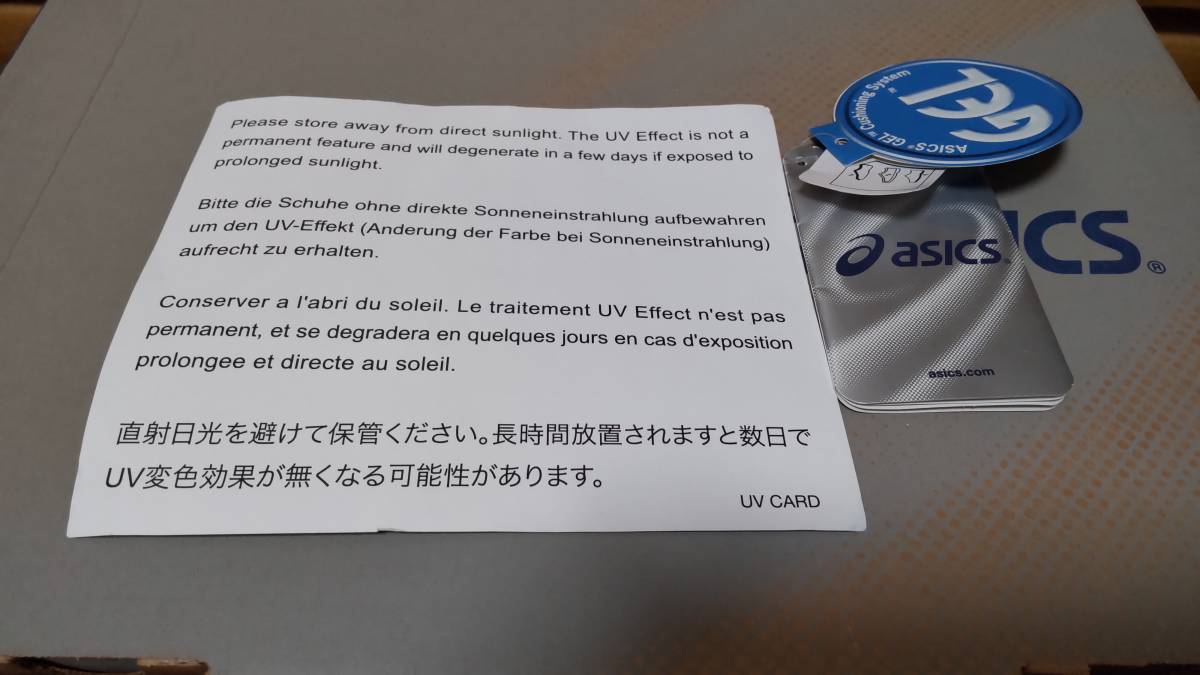 Please store away from direct sunlight. The UV Effect is not a
permanent feature and will degenerate in a few days if exposed to
prolonged sunlight.
Bitte die Schuhe ohne direkte Sonneneinstrahlung aufbewahren
um den UV-Effekt (Anderung der Farbe bei Sonneneinstrahlung)
aufrecht zu erhalten.
Conserver a l'abri du soleil. Le traitement UV Effect n'est pas
permanent, et se degradera en quelques jours en cas d'exposition
prolongee et directe au soleil.
直射日光を避けて保管ください。長時間放置されますと数日で
UV変色効果が無くなる可能性があります。
UV CARD
GEL
ASICS® GEL™ Cushioning System™
asics®
asics.com
ICS®